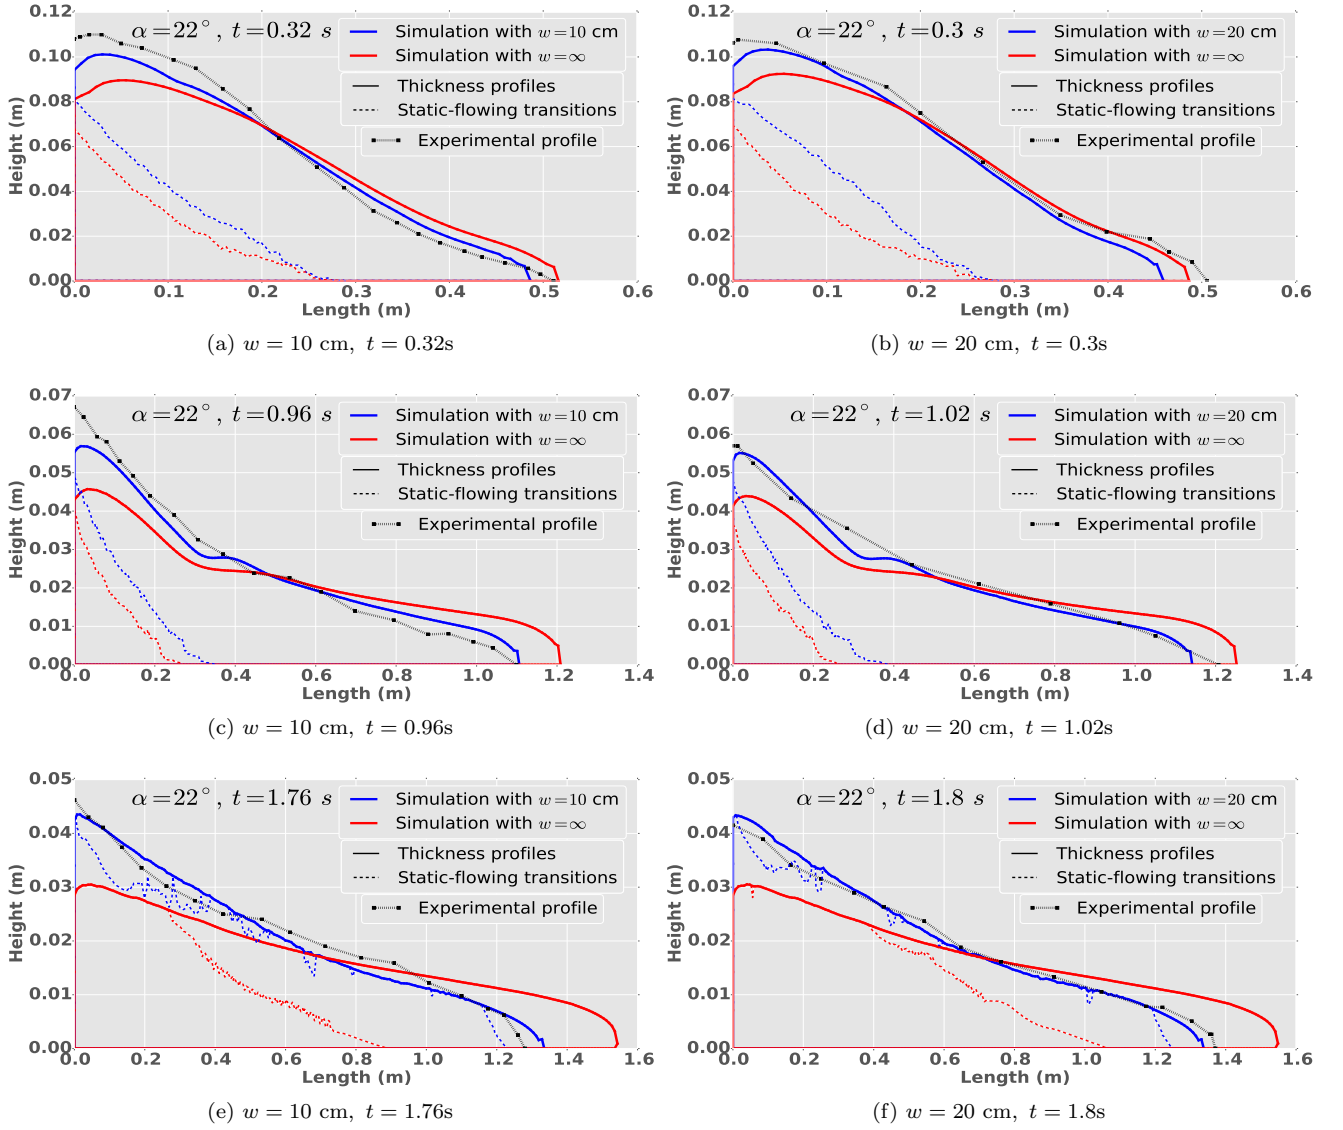 α=22°, t=0.32 s
Simulation with w=10 cm
Simulation with w=∞
Thickness profiles
Static-flowing transitions
Experimental profile
Height (m)
0.12
0.10
0.08
0.06
0.04
0.02
0.00
0.0 0.1 0.2 0.3 0.4 0.5 0.6
Length (m)
(a) w = 10 cm, t = 0.32s
α=22°, t=0.3 s
Simulation with w=20 cm
Simulation with w=∞
Thickness profiles
Static-flowing transitions
Experimental profile
Height (m)
0.12
0.10
0.08
0.06
0.04
0.02
0.00
0.0 0.1 0.2 0.3 0.4 0.5 0.6
Length (m)
(b) w = 20 cm, t = 0.3s
α=22°, t=0.96 s
Simulation with w=10 cm
Simulation with w=∞
Thickness profiles
Static-flowing transitions
Experimental profile
Height (m)
0.07
0.06
0.05
0.04
0.03
0.02
0.01
0.00
0.0 0.2 0.4 0.6 0.8 1.0 1.2 1.4
Length (m)
(c) w = 10 cm, t = 0.96s
α=22°, t=1.02 s
Simulation with w=20 cm
Simulation with w=∞
Thickness profiles
Static-flowing transitions
Experimental profile
Height (m)
0.07
0.06
0.05
0.04
0.03
0.02
0.01
0.00
0.0 0.2 0.4 0.6 0.8 1.0 1.2 1.4
Length (m)
(d) w = 20 cm, t = 1.02s
α=22°, t=1.76 s
Simulation with w=10 cm
Simulation with w=∞
Thickness profiles
Static-flowing transitions
Experimental profile
Height (m)
0.05
0.04
0.03
0.02
0.01
0.00
0.0 0.2 0.4 0.6 0.8 1.0 1.2 1.4 1.6
Length (m)
(e) w = 10 cm, t = 1.76s
α=22°, t=1.8 s
Simulation with w=20 cm
Simulation with w=∞
Thickness profiles
Static-flowing transitions
Experimental profile
Height (m)
0.05
0.04
0.03
0.02
0.01
0.00
0.0 0.2 0.4 0.6 0.8 1.0 1.2 1.4 1.6
Length (m)
(f) w = 20 cm, t = 1.8s